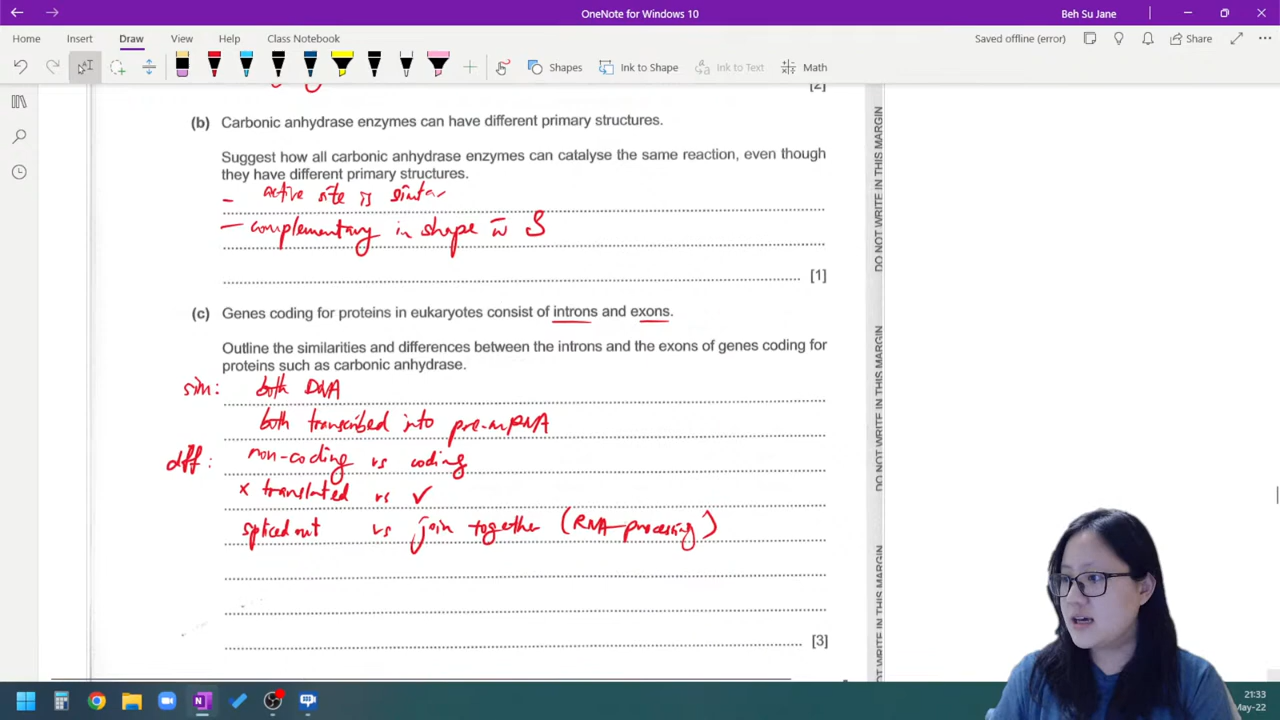 OneNote for Windows 10
Beh Su Jane
Home Insert Draw View Help Class Notebook
Saved offline (error) Share
Shapes Ink to Shape Ink to Text Math
[2]
(b) Carbonic anhydrase enzymes can have different primary structures.
Suggest how all carbonic anhydrase enzymes can catalyse the same reaction, even though
they have different primary structures.
- active site is similar
- complementary in shape w̄ S
[1]
(c) Genes coding for proteins in eukaryotes consist of introns and exons.
Outline the similarities and differences between the introns and the exons of genes coding for
proteins such as carbonic anhydrase.
sim: both DNA
both transcribed into pre-mRNA
diff: non-coding vs coding
x translated vs ✓
spliced out vs join together (RNA processing)
[3]
DO NOT WRITE IN THIS MARGIN
DO NOT WRITE IN THIS MARGIN
DO NOT WRITE IN THIS MARGIN
21:33
May-22